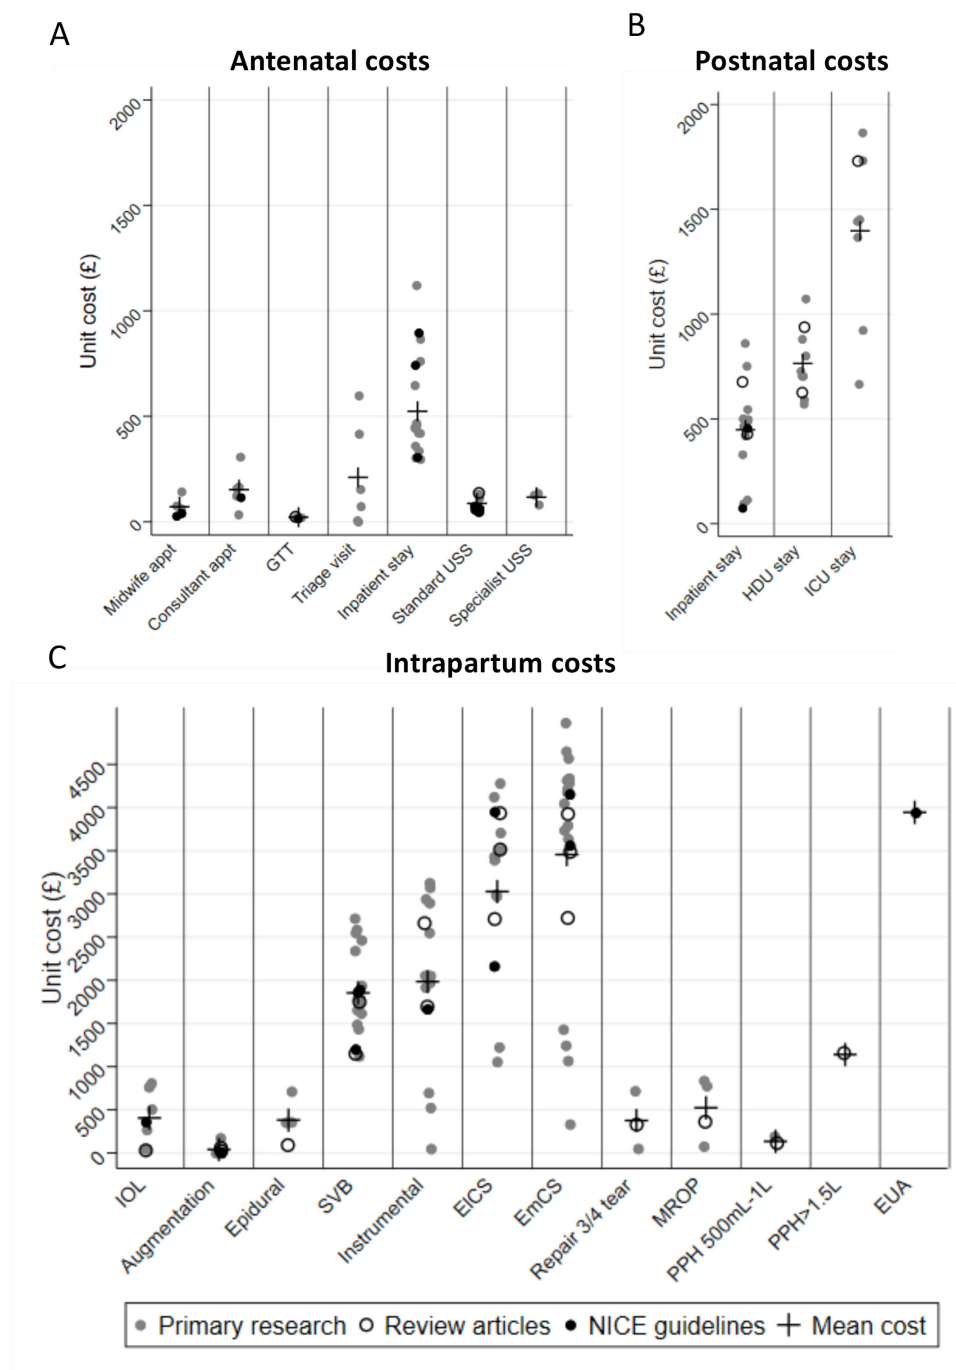 A
B
Antenatal costs
Postnatal costs
Unit cost (£)
2000
1500
1000
500
0
Midwife appt
Consultant appt
GTT
Triage visit
Inpatient stay
Standard USS
Specialist USS
Unit cost (£)
2000
1500
1000
500
0
Inpatient stay
HDU stay
ICU stay
C
Intrapartum costs
Unit cost (£)
4500
4000
3500
3000
2500
2000
1500
1000
500
0
IOL
Augmentation
Epidural
SVB
Instrumental
ElCS
EmCS
Repair 3/4 tear
MROP
PPH 500mL-1L
PPH>1.5L
EUA
Primary research
Review articles
NICE guidelines
Mean cost